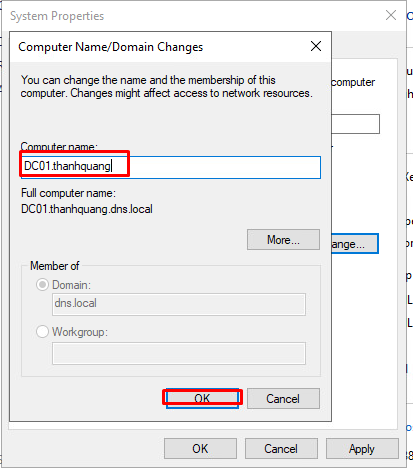 System Properties
Computer Name/Domain Changes
You can change the name and the membership of this
computer. Changes might affect access to network resources.
computer
Computer name:
DC01.thanhquang
Full computer name:
DC01.thanhquang.dns.local
More...
ange...
Member of
Domain:
dns.local
Workgroup:
OK
Cancel
OK
Cancel
Apply